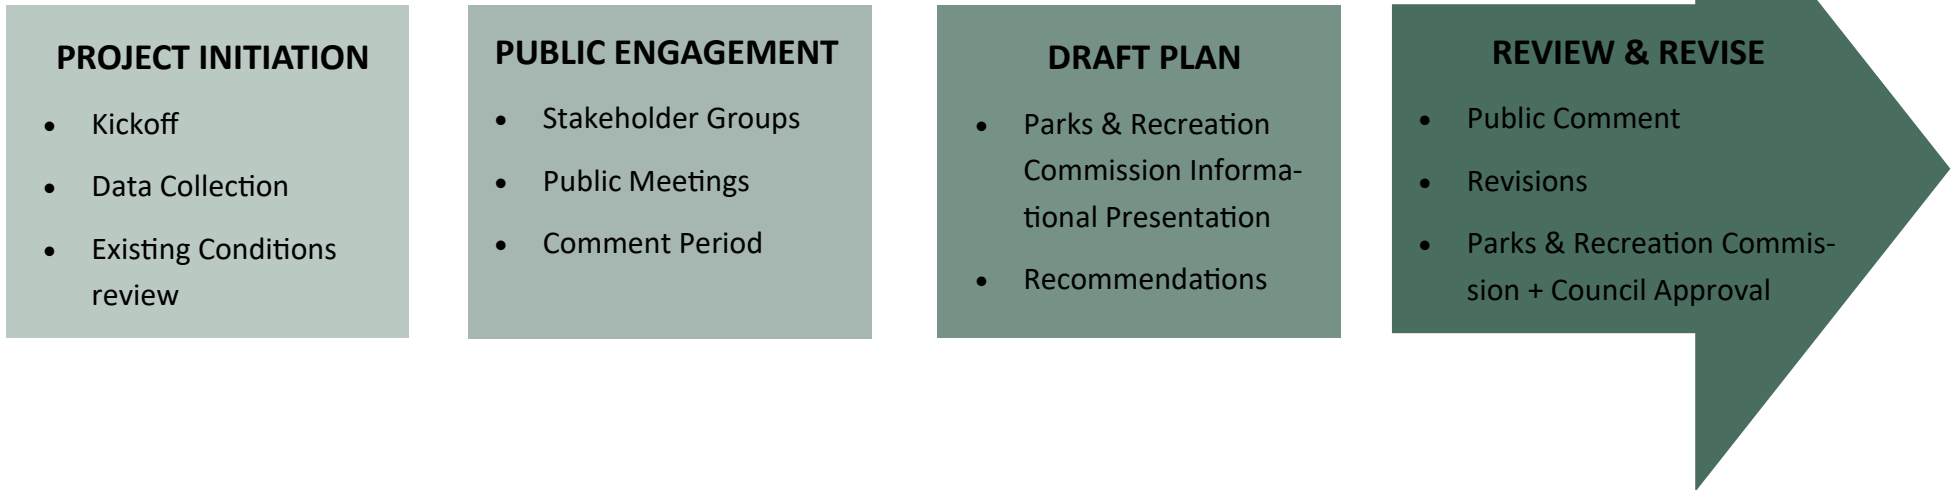 PROJECT INITIATION
• Kickoff
• Data Collection
• Existing Conditions
review
PUBLIC ENGAGEMENT
• Stakeholder Groups
• Public Meetings
• Comment Period
DRAFT PLAN
• Parks & Recreation
Commission Informa-
tional Presentation
• Recommendations
REVIEW & REVISE
• Public Comment
• Revisions
• Parks & Recreation Commis-
sion + Council Approval